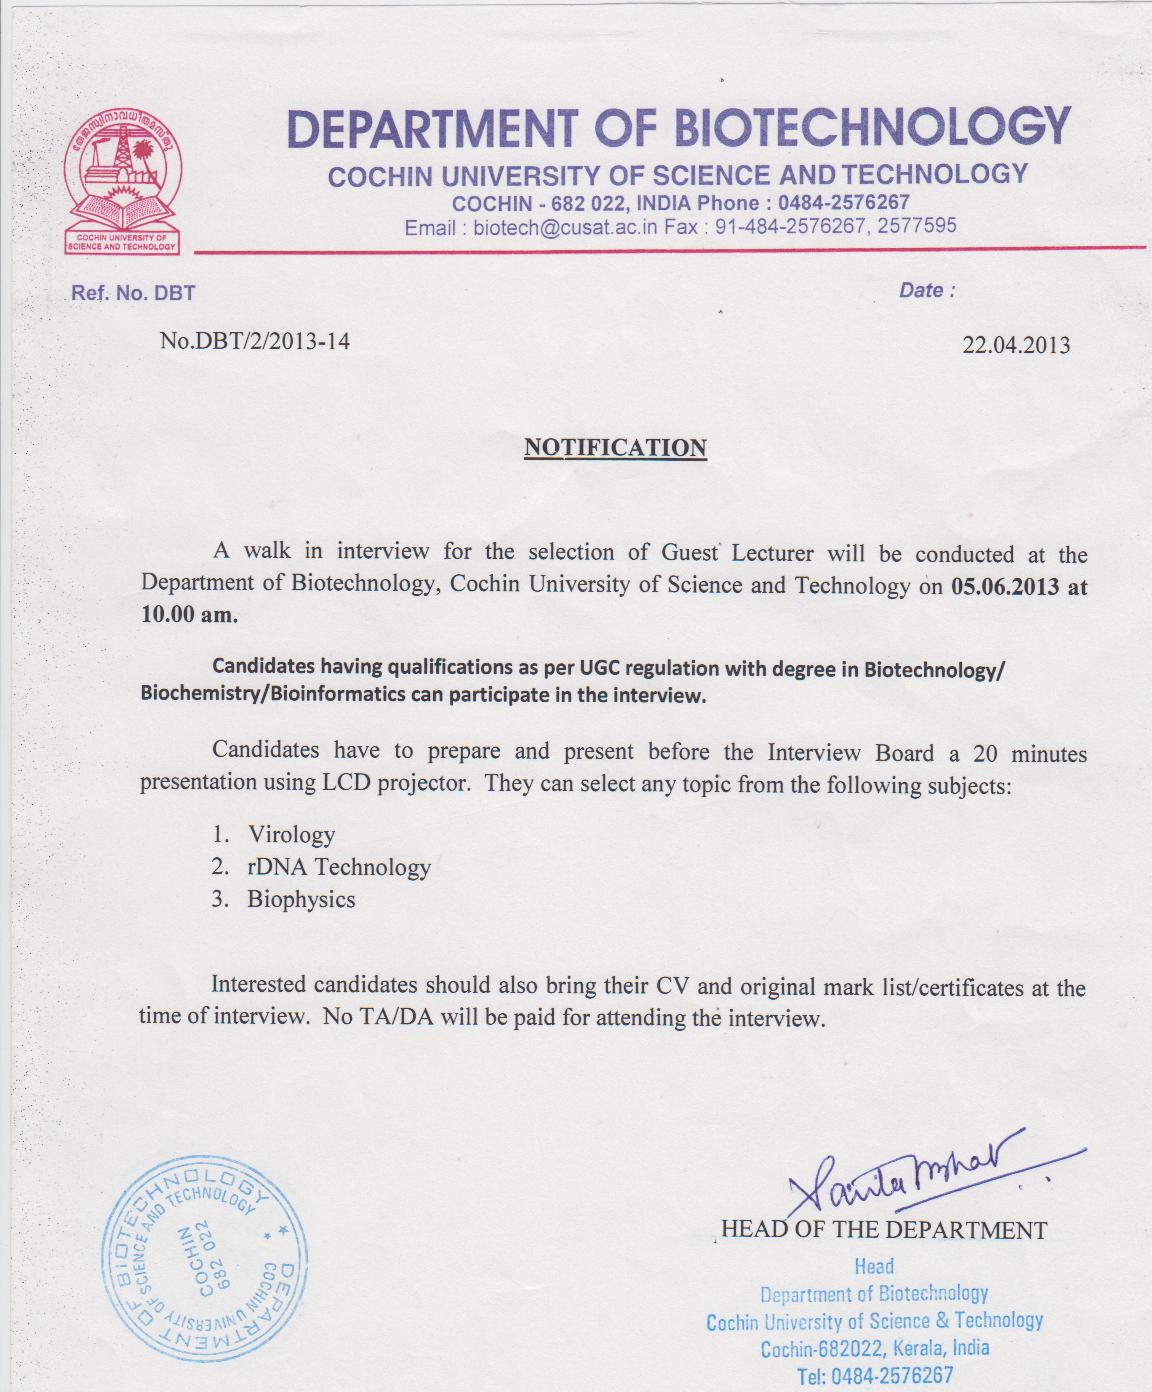 തേജസ്വിനാവധീതമസ്തു
COCHIN UNIVERSITY OF
SCIENCE AND TECHNOLOGY
DEPARTMENT OF BIOTECHNOLOGY
COCHIN UNIVERSITY OF SCIENCE AND TECHNOLOGY
COCHIN - 682 022, INDIA Phone : 0484-2576267
Email : biotech@cusat.ac.in Fax : 91-484-2576267, 2577595
Ref. No. DBT
Date :
No.DBT/2/2013-14
22.04.2013
NOTIFICATION
A walk in interview for the selection of Guest Lecturer will be conducted at the
Department of Biotechnology, Cochin University of Science and Technology on 05.06.2013 at
10.00 am.
Candidates having qualifications as per UGC regulation with degree in Biotechnology/
Biochemistry/Bioinformatics can participate in the interview.
Candidates have to prepare and present before the Interview Board a 20 minutes
presentation using LCD projector. They can select any topic from the following subjects:
1. Virology
2. rDNA Technology
3. Biophysics
Interested candidates should also bring their CV and original mark list/certificates at the
time of interview. No TA/DA will be paid for attending the interview.
DEPARTMENT OF BIOTECHNOLOGY
COCHIN UNIVERSITY OF SCIENCE AND TECHNOLOGY
COCHIN
682 022
HEAD OF THE DEPARTMENT
Head
Department of Biotechnology
Cochin University of Science & Technology
Cochin-682022, Kerala, India
Tel: 0484-2576267